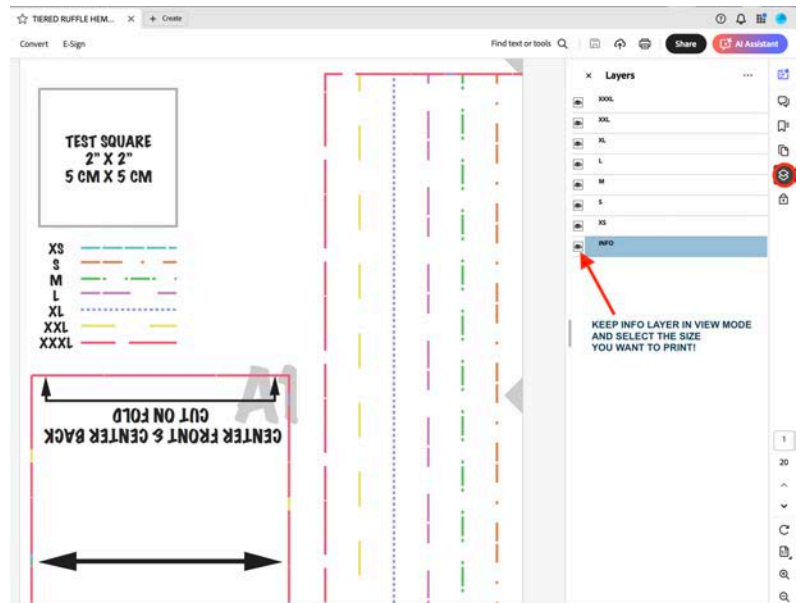 TIERED RUFFLE HEM...
+ Create
Convert
E-Sign
Find text or tools
Share
AI Assistant
TEST SQUARE
2" X 2"
5 CM X 5 CM
XS
S
M
L
XL
XXL
XXXL
A1
CENTER FRONT & CENTER BACK
CUT ON FOLD
Layers
XXXL
XXL
XL
L
M
S
XS
INFO
KEEP INFO LAYER IN VIEW MODE
AND SELECT THE SIZE
YOU WANT TO PRINT!
1
20